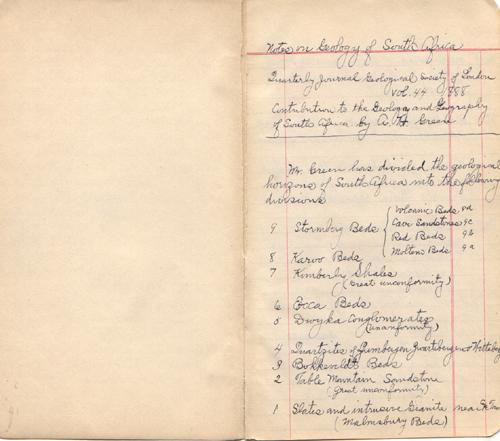 Notes on Geology of South Africa
Quarterly Journal Geological Society of London
vol. 44 1888
Contribution to the Geology and Geography
of South Africa by A. H. Green
Mr. Green has divided the geological
horizons of South Africa into the following
divisions
9 Stormberg Beds { Volcanic Beds 9d
Cave Sandstones 9c
Red Beds 9b
Molteno Beds 9a
8 Karoo Beds
7 Kimberly Shales
(Great unconformity)
6 Ecca Beds
5 Dwyka Conglomerates
(unconformity)
4 Quartzites of Zuurbergen Zwartebergen &
3 Bokkeveldt Beds
2 Table Mountain Sandstone
(Great unconformity)
1 Slates and intrusive Granite near
(Malmsbury Beds)